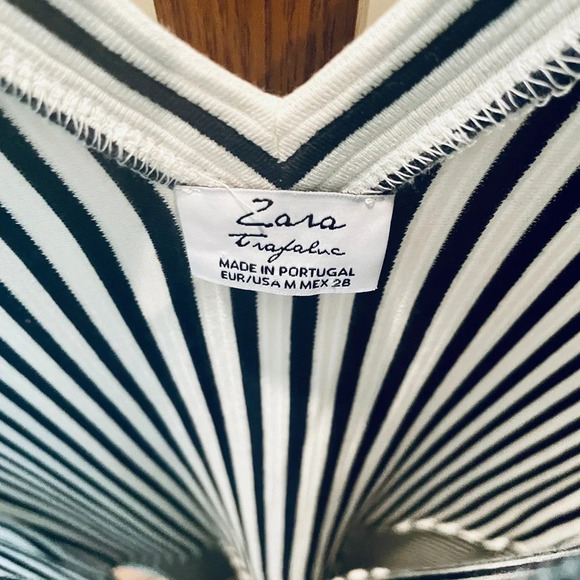 Zara
Trafaluc
MADE IN PORTUGAL
EUR/USA M MEX 28